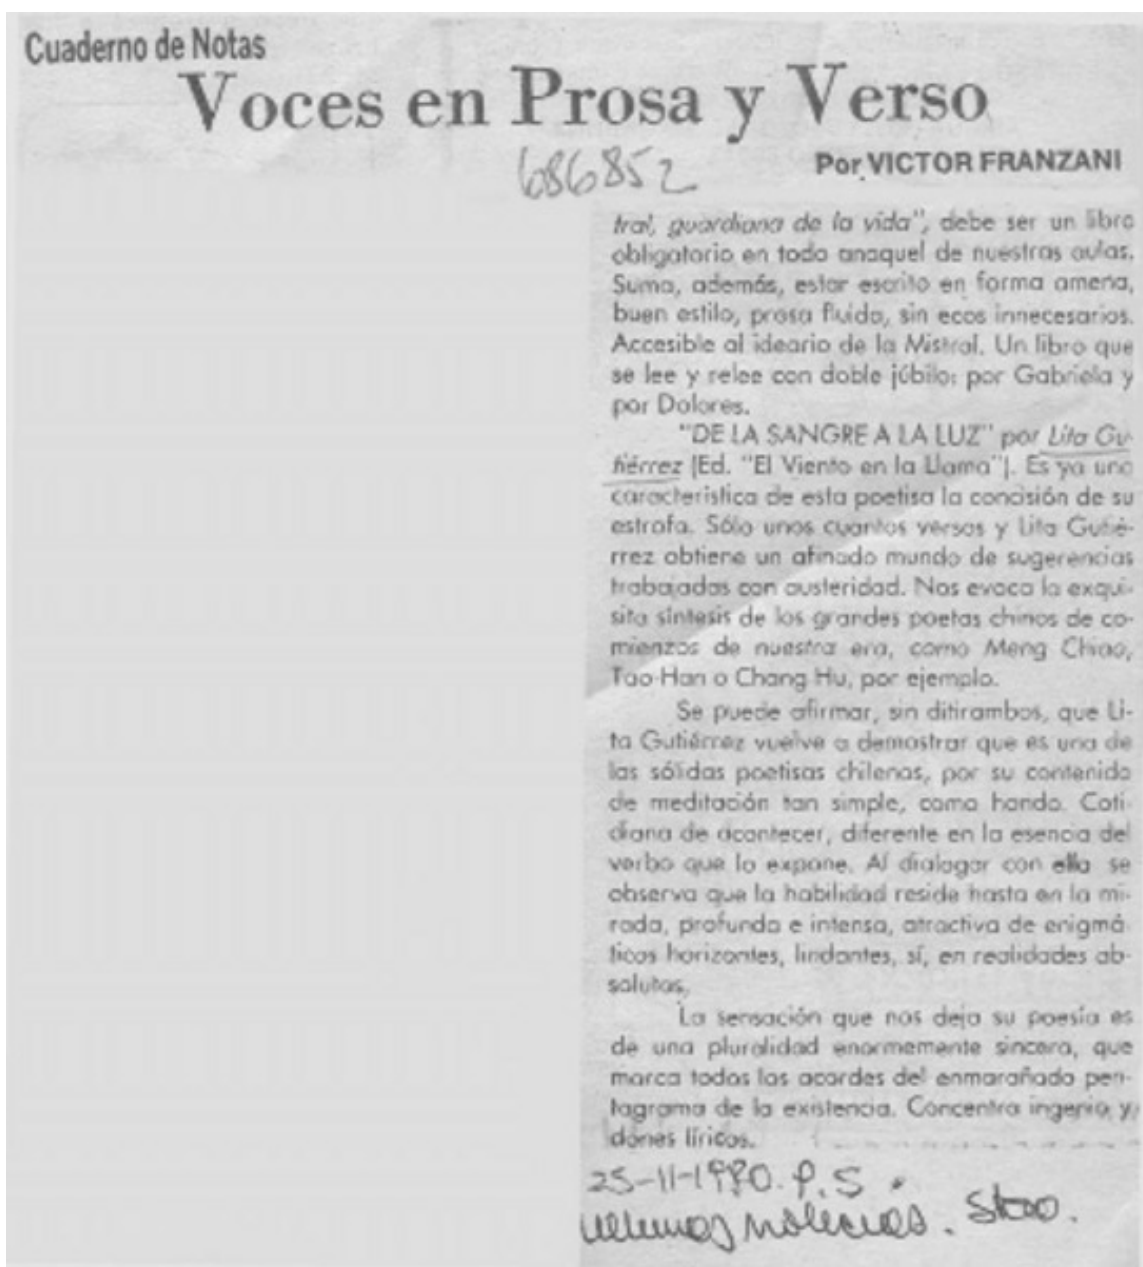 Cuaderno de Notas
Voces en Prosa y Verso
686852
Por VICTOR FRANZANI
tral, guardiana de la vida", debe ser un libro
obligatorio en todo anaquel de nuestras aulas.
Suma, además, estar escrito en forma amena,
buen estilo, prosa fluida, sin ecos innecesarios.
Accesible al ideario de la Mistral. Un libro que
se lee y relee con doble júbilo: por Gabriela y
por Dolores.
"DE LA SANGRE A LA LUZ" por Lita Gu-
tiérrez (Ed. "El Viento en la Llama"). Es ya una
característica de esta poetisa la concisión de su
estrofa. Sólo unos cuantos versos y Lita Gutié-
rrez obtiene un afinado mundo de sugerencias
trabajadas con austeridad. Nos evoca la exqui-
sita síntesis de los grandes poetas chinos de co-
mienzos de nuestra era, como Meng Chiao,
Tao-Han o Chang Hu, por ejemplo.
Se puede afirmar, sin ditirambos, que Li-
ta Gutiérrez vuelve a demostrar que es una de
las sólidas poetisas chilenas, por su contenido
de meditación tan simple, como hondo. Coti-
diana de acontecer, diferente en la esencia del
verbo que lo expone. Al dialogar con ella se
observa que la habilidad reside hasta en la mi-
rada, profunda e intensa, atractiva de enigmá-
ticos horizontes, lindantes, sí, en realidades ab-
solutas.
La sensación que nos deja su poesía es
de una pluralidad enormemente sincera, que
marca todos los acordes del enmarañado pen-
tagrama de la existencia. Concentra ingenio y
dones líricos.
25-11-1990. P. 5.
Stgo.